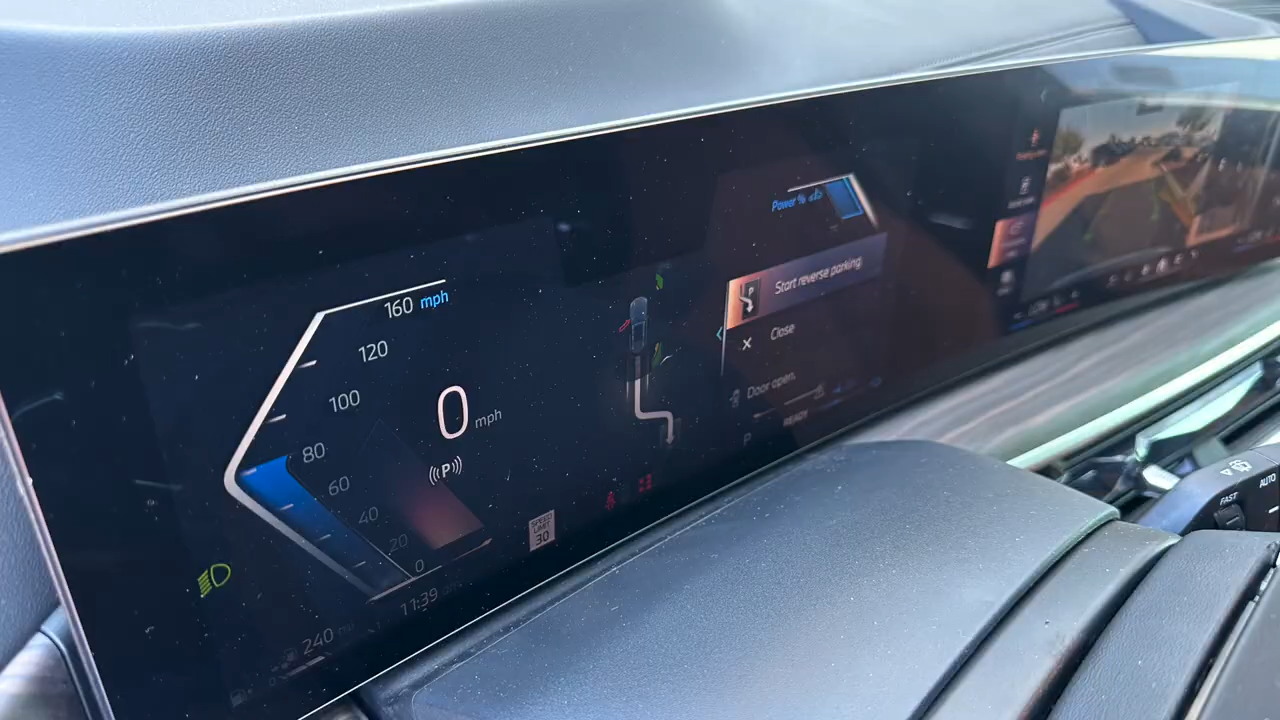 160 mph
120
100
80
60
40
20
0
0 mph
P
SPEED
LIMIT
30
11:39
240
Power %
P
Start reverse parking
Close
Door open.
READY
P
FAST
AUTO